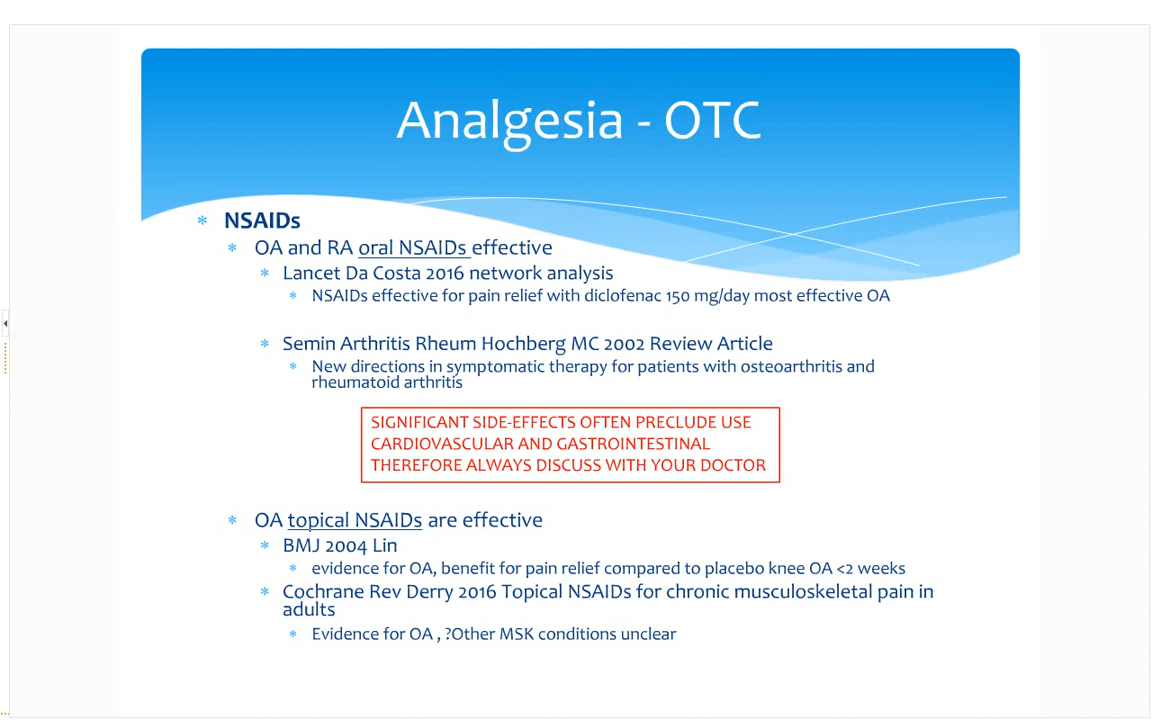 Analgesia - OTC
NSAIDs
OA and RA oral NSAIDs effective
Lancet Da Costa 2016 network analysis
NSAIDs effective for pain relief with diclofenac 150 mg/day most effective OA
Semin Arthritis Rheum Hochberg MC 2002 Review Article
New directions in symptomatic therapy for patients with osteoarthritis and
rheumatoid arthritis
SIGNIFICANT SIDE-EFFECTS OFTEN PRECLUDE USE
CARDIOVASCULAR AND GASTROINTESTINAL
THEREFORE ALWAYS DISCUSS WITH YOUR DOCTOR
OA topical NSAIDs are effective
BMJ 2004 Lin
evidence for OA, benefit for pain relief compared to placebo knee OA <2 weeks
Cochrane Rev Derry 2016 Topical NSAIDs for chronic musculoskeletal pain in
adults
Evidence for OA , ?Other MSK conditions unclear